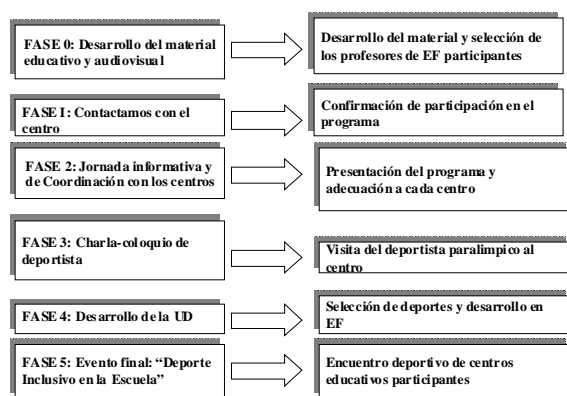 FASE 0: Desarrollo del material
educativo y audiovisual
Desarrollo del material y selección de
los profesores de EF participantes
FASE I: Contactamos con el
centro
Confirmación de participación en el
programa
FASE 2: Jornada informativa y
de Coordinación con los centros
Presentación del programa y
adecuación a cada centro
FASE 3: Charla-coloquio de
deportista
Visita del deportista paralimpico al
centro
FASE 4: Desarrollo de la UD
Selección de deportes y desarrollo en
EF
FASE 5: Evento final: “Deporte
Inclusivo en la Escuela”
Encuentro deportivo de centros
educativos participantes